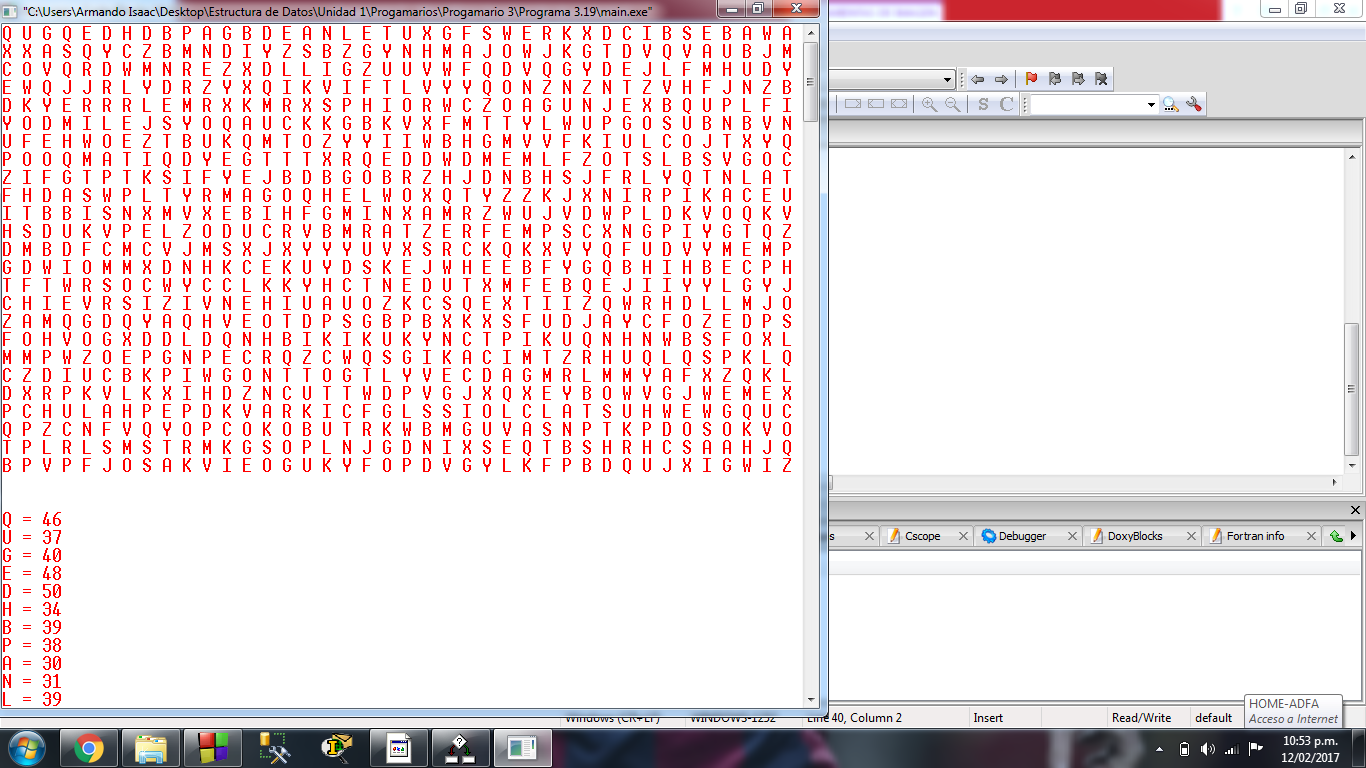 "C:\Users\Armando Isaac\Desktop\Estructura de Datos\Unidad 1\Progamarios\Progamario 3\Programa 3.19\main.exe"
Q U G Q E D H D B P A G B D E A N L E T U X G F S W E R K X D C I B S E B A W A
X X A S Q Y C Z B M N D I Y Z S B Z G Y N H M A J O W J K G T D V Q V A U B J M
C O V Q R D W M N R E Z X D L L I G Z U U V W F Q D V Q G Y D E J L F M H U D Y
E W Q J J R L Y D R Z Y X Q I K V I F T L V Y Y Q O N Z N Z N T Z V H F J N Z B
D K Y E R R R L E M R X K M R X S P H I O R W C Z O A G U N J E X B Q U P L F I
Y O D M I L E J S Y O Q A U C K K G B K V X F M T T Y L W U P G O S U B N B V N
U F E H W O E Z T B U K Q M T O Z Y Y I I W B H G M V V F K I U L C O J T X Y Q
P O O Q M A T I Q D Y E G T T T X R Q E D D W D M E M L F Z O T S L B S V G O C
Z I F G T P T K S I F Y E J B D B G O B R Z H J D N B H S J F R L Y Q T N L A T
F H D A S W P L T Y R M A G O Q H E L W O X Q T Y Z Z K J X N I R P I K A C E U
I T B B I S N X M V X E B I H F G M I N X A M R Z W U J V D W P L D K V O Q K V
H S D U K V P E L Z O D U C R V B M R A T Z E R F E M P S C X N G P I Y G T Q Z
D M B D F C M C V J M S X J X Y Y Y U V X S R C K Q K X V Y Q F U D V Y M E M P
G D W I O M M X D N H K C E K U Y D S K E J W H E E B F Y G Q B H I H B E C P H
T F T W R S O C W Y C C L K K Y H C T N E D U T X M F E B Q E J I I Y Y L G Y J
C H I E V R S I Z I V N E H I U A U O Z K C S Q E X T I I Z Q W R H D L L M J O
Z A M Q G D Q Y A Q H V E O T D P S G B P B X K X S F U D J A Y C F O Z E D P S
F O H V O G X D D L D Q N H B I K I K U K Y N C T P I K U Q N H N W B S F O X L
M M P W Z O E P G N P E C R Q Z C W Q S G I K A C I M T Z R H U Q L Q S P K L Q
C Z D I U C B K P I W G O N T T O G T L Y V E C D A G M R L M M Y A F X Z Q K L
D X R P K V L K X I H D Z N C U T T W D P V G J X Q X E Y B O W V G J W E M E X
P C H U L A H P E P D K V A R K I C F G L S S I O L C L A T S U H W E W G Q U C
Q P Z C N F V Q Y O P C O K O B U T R K W B M G U V A S N P T K P D O S O K V O
T P L R L S M S T R M K G S O P L N J G D N I X S E Q T B S H R H C S A A H J Q
B P V P F J O S A K V I E O G U K Y F O P D V G Y L K F P B D Q U J X I G W I Z
Q = 46
U = 37
G = 40
E = 48
D = 50
H = 34
B = 39
P = 38
A = 30
N = 31
L = 39
S C
s Cscope Debugger DoxyBlocks Fortran info
Windows (CR+LF) WINDOWS-1252 Line 40, Column 2 Insert Read/Write default
HOME-ADFA
Acceso a Internet
10:53 p.m.
12/02/2017